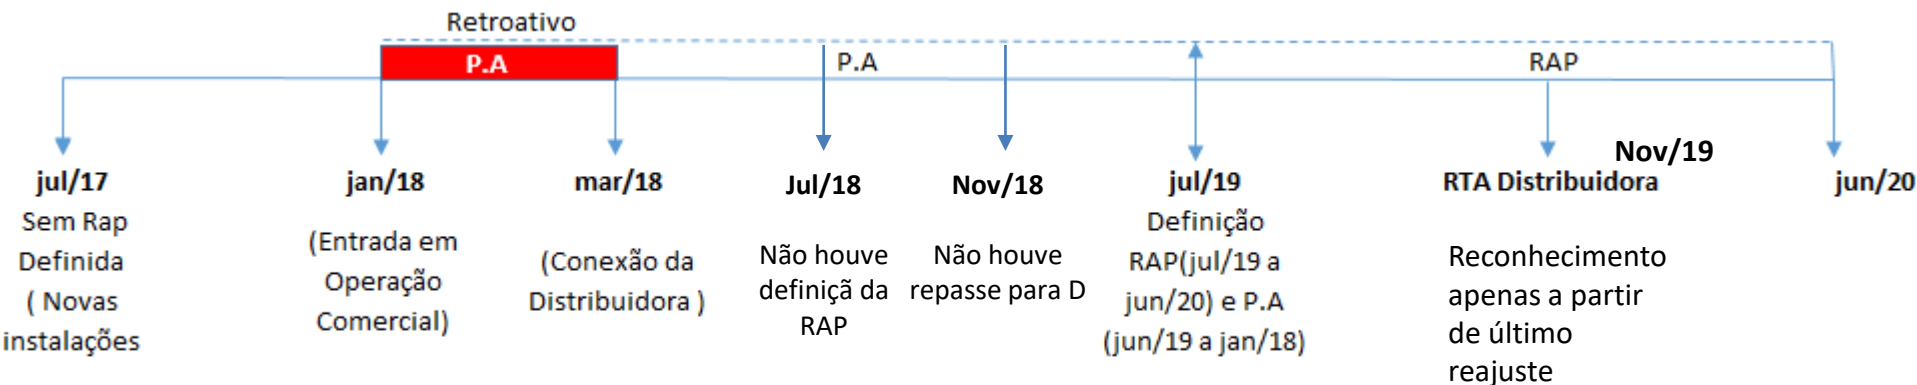 Retroativo
P.A
P.A
RAP
jul/17
Sem Rap
Definida
( Novas
instalações
jan/18
(Entrada em
Operação
Comercial)
mar/18
(Conexão da
Distribuidora )
Jul/18
Não houve
definiçã da
RAP
Nov/18
Não houve
repasse para D
jul/19
Definição
RAP(jul/19 a
jun/20) e P.A
(jun/19 a jan/18)
Nov/19
RTA Distribuidora
Reconhecimento
apenas a partir
de último
reajuste
jun/20